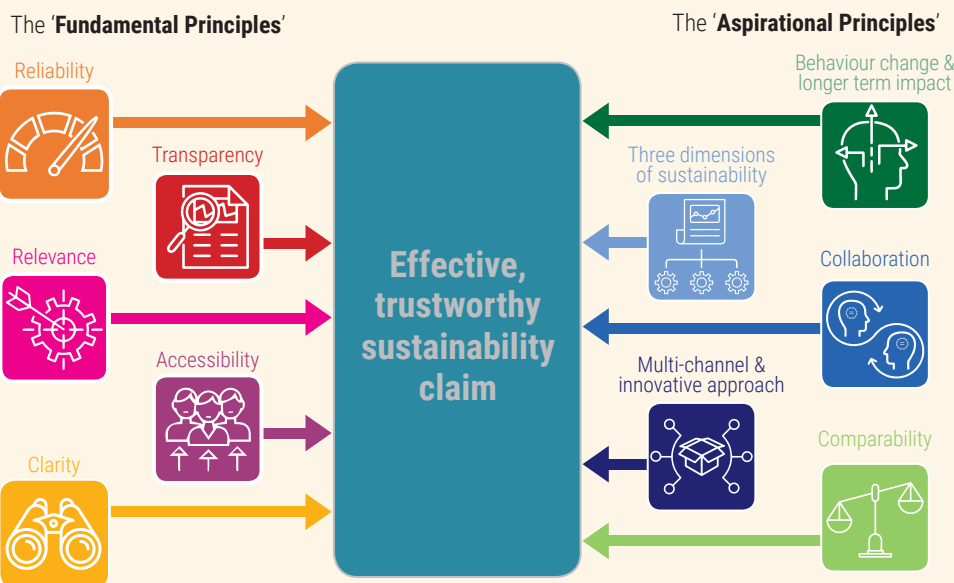 The ‘Fundamental Principles’
Reliability
Transparency
Relevance
Accessibility
Clarity
Effective,
trustworthy
sustainability
claim
The ‘Aspirational Principles’
Behaviour change &
longer term impact
Three dimensions
of sustainability
Collaboration
Multi-channel &
innovative approach
Comparability